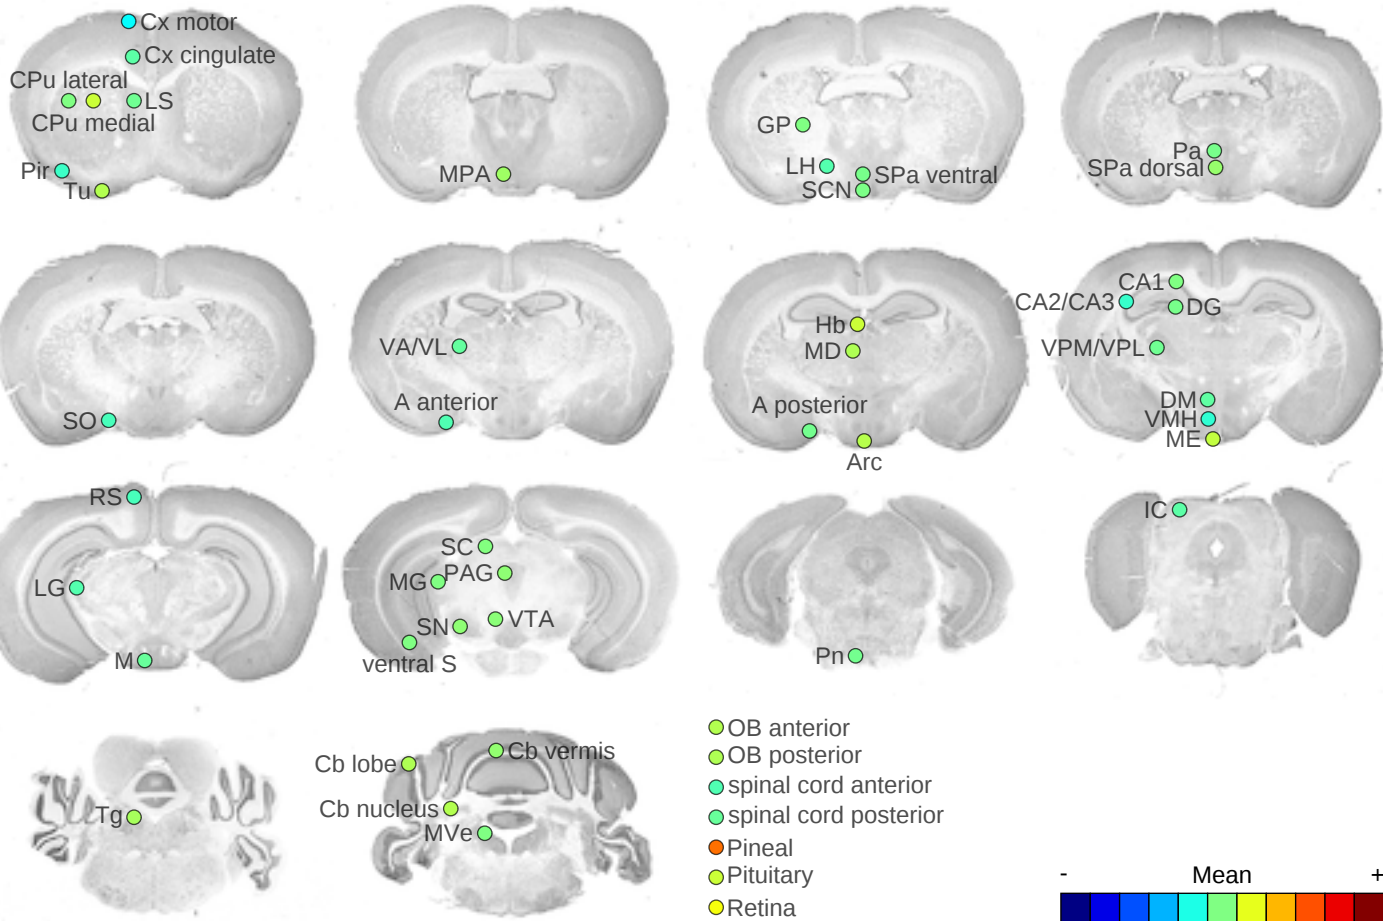 Cx motor
Cx cingulate
CPu lateral
LS
CPu medial
Pir
Tu
MPA
GP
LH
SPa ventral
SCN
Pa
SPa dorsal
SO
VA/VL
A anterior
Hb
MD
A posterior
Arc
CA1
CA2/CA3
DG
VPM/VPL
DM
VMH
ME
RS
LG
M
SC
PAG
MG
VTA
SN
ventral S
Pn
IC
Tg
Cb vermis
Cb lobe
Cb nucleus
MVe
OB anterior
OB posterior
spinal cord anterior
spinal cord posterior
Pineal
Pituitary
Retina
- Mean +